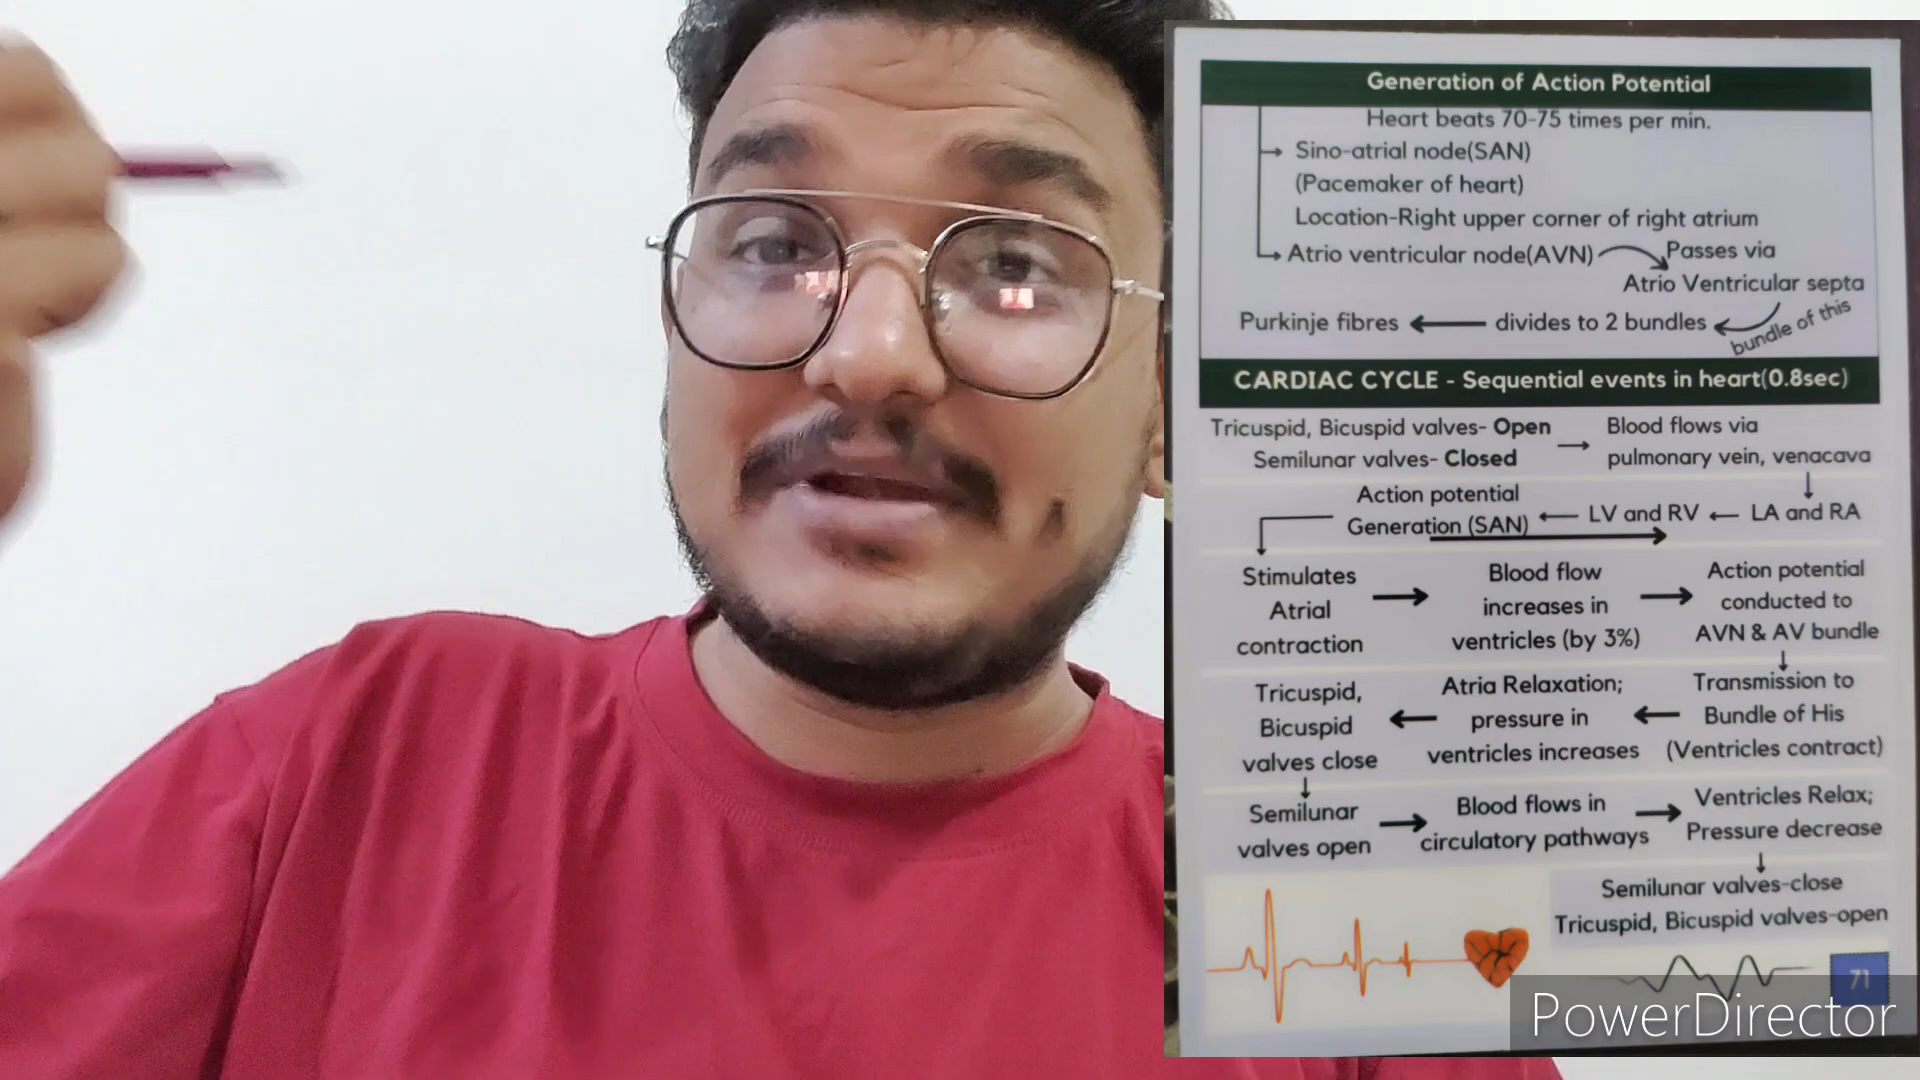 Generation of Action Potential
Heart beats 70-75 times per min.
Sino-atrial node(SAN)
(Pacemaker of heart)
Location-Right upper corner of right atrium
Atrio ventricular node(AVN)
Passes via
Atrio Ventricular septa
bundle of this
divides to 2 bundles
Purkinje fibres
CARDIAC CYCLE - Sequential events in heart(0.8sec)
Tricuspid, Bicuspid valves- Open
Semilunar valves- Closed
Blood flows via
pulmonary vein, venacava
LA and RA
LV and RV
Action potential
Generation (SAN)
Stimulates
Atrial
contraction
Blood flow
increases in
ventricles (by 3%)
Action potential
conducted to
AVN & AV bundle
Transmission to
Bundle of His
(Ventricles contract)
Atria Relaxation;
pressure in
ventricles increases
Tricuspid,
Bicuspid
valves close
Semilunar
valves open
Blood flows in
circulatory pathways
Ventricles Relax;
Pressure decrease
Semilunar valves-close
Tricuspid, Bicuspid valves-open
71
PowerDirector